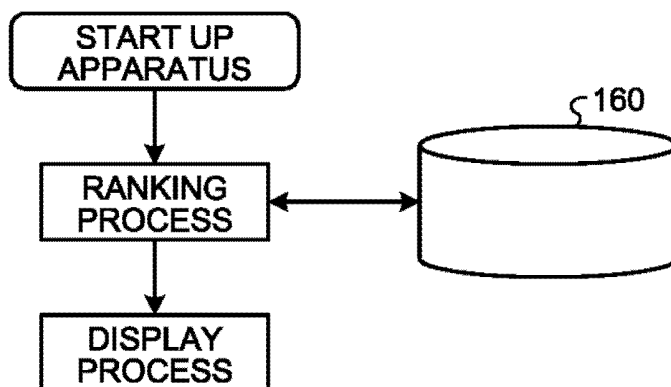 START UP
APPARATUS
160
RANKING
PROCESS
DISPLAY
PROCESS